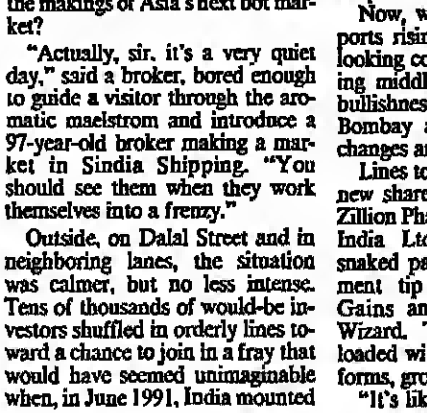 the makings of Asia's next hot mar-
ket?
"Actually, sir, it's a very quiet
day," said a broker, bored enough
to guide a visitor through the aro-
matic maelstrom and introduce a
97-year-old broker making a mar-
ket in Sindia Shipping. "You
should see them when they work
themselves into a frenzy."
Outside, on Dalal Street and in
neighboring lanes, the situation
was calmer, but no less intense.
Tens of thousands of would-be in-
vestors shuffled in orderly lines to-
ward a chance to join in a fray that
would have seemed unimaginable
when, in June 1991, India mounted
Now, w
ports risin
looking co
ing middl
bullishnes
Bombay a
changes a
Lines to
new share
Zillion Pha
India Ltd
snaked pa
ment tip
Gains an
Wizard.
loaded wi
forms, gro
"It's lik